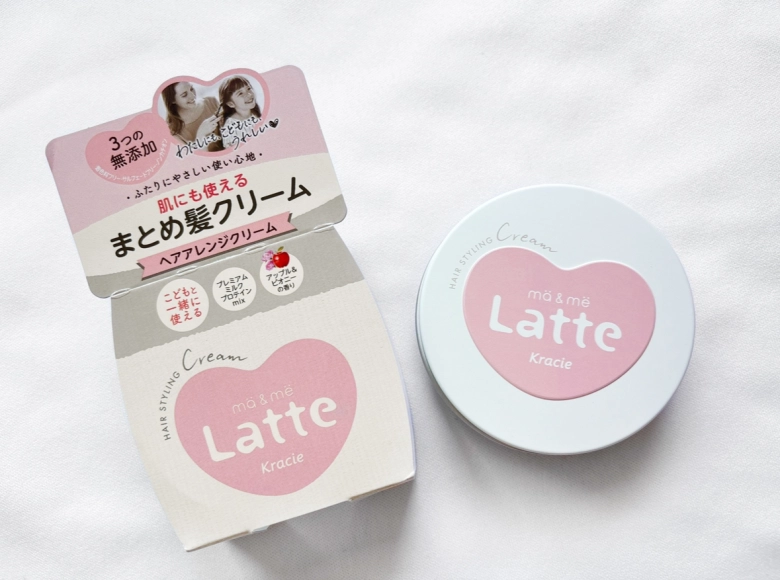 3つの
無添加
わたしにも、こどもにも、
うれしい
・ふたりにやさしい使い心地・
肌にも使える
まとめ髪クリーム
ヘアアレンジクリーム
こどもと
一緒に
使える
プレミアム
ミルク
プロテイン
mix
アップル&
ピオニー
の香り
HAIR STYLING Cream
mä & më
Latte
Kracie
HAIR STYLING Cream
mä & më
Latte
Kracie